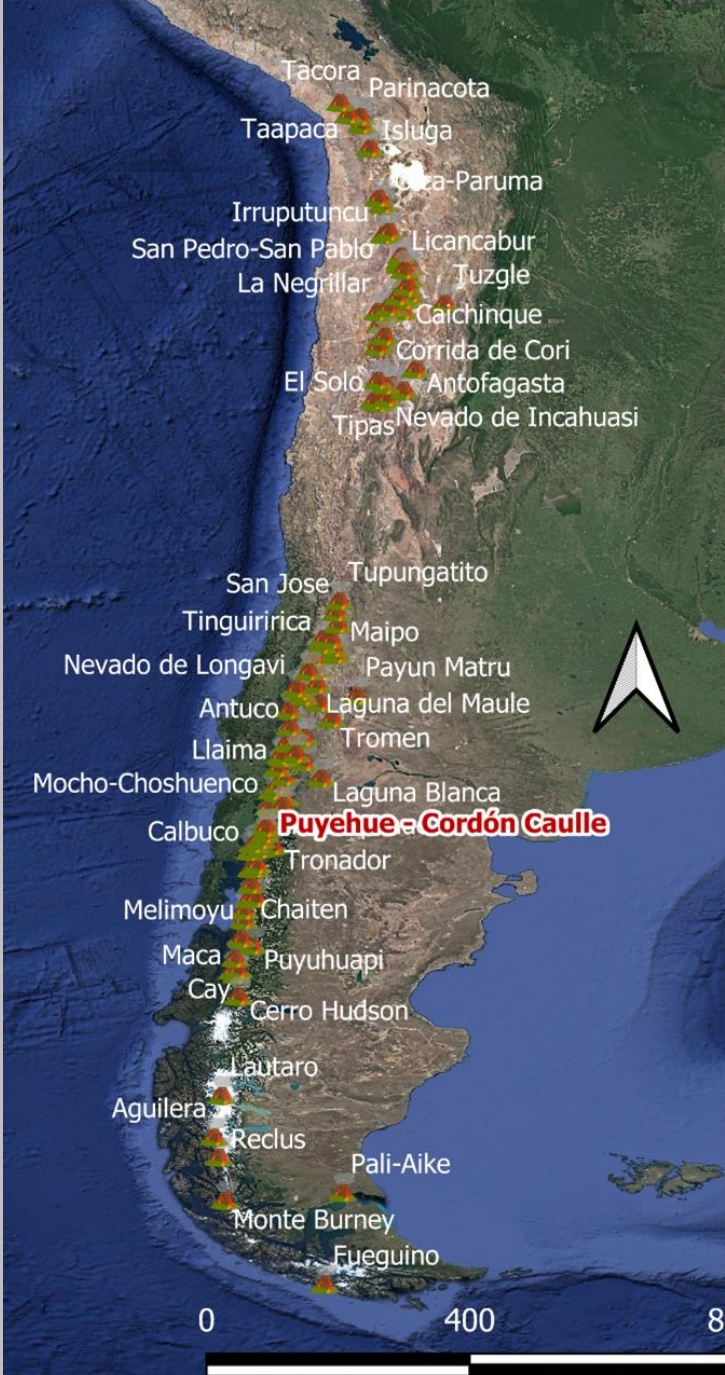 Tacora
Parinacota
Taapaca
Isluga
Irruputuncu
San Pedro-San Pablo
Licancabur
La Negrillar
Tuzgle
Caichinque
Corrida de Cori
El Solo
Antofagasta
Tipas
Nevado de Incahuasi
Tupungatito
San Jose
Tinguiririca
Maipo
Nevado de Longavi
Payun Matru
Antuco
Laguna del Maule
Tromen
Llaima
Mocho-Choshuenco
Laguna Blanca
Puyehue - Cordón Caulle
Calbuco
Tronador
Melimoyu
Chaiten
Maca
Puyuhuapi
Cay
Cerro Hudson
Lautaro
Aguilera
Reclus
Pali-Aike
Monte Burney
Fueguino
0 400